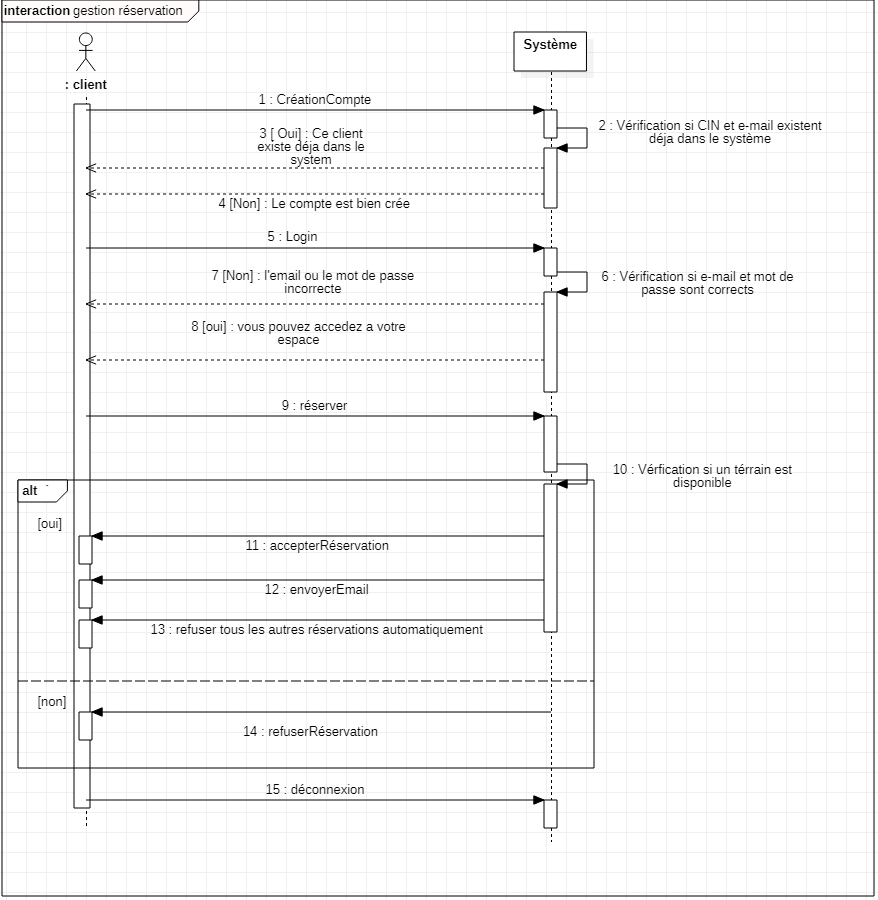 interaction gestion réservation
Système
: client
1 : CréationCompte
2 : Vérification si CIN et e-mail existent
déja dans le système
3 [ Oui] : Ce client
existe déja dans le
system
4 [Non] : Le compte est bien crée
5 : Login
6 : Vérification si e-mail et mot de
passe sont corrects
7 [Non] : l'email ou le mot de passe
incorrecte
8 [oui] : vous pouvez accedez a votre
espace
9 : réserver
10 : Vérfication si un térrain est
disponible
alt
[oui]
11 : accepterRéservation
12 : envoyerEmail
13 : refuser tous les autres réservations automatiquement
[non]
14 : refuserRéservation
15 : déconnexion